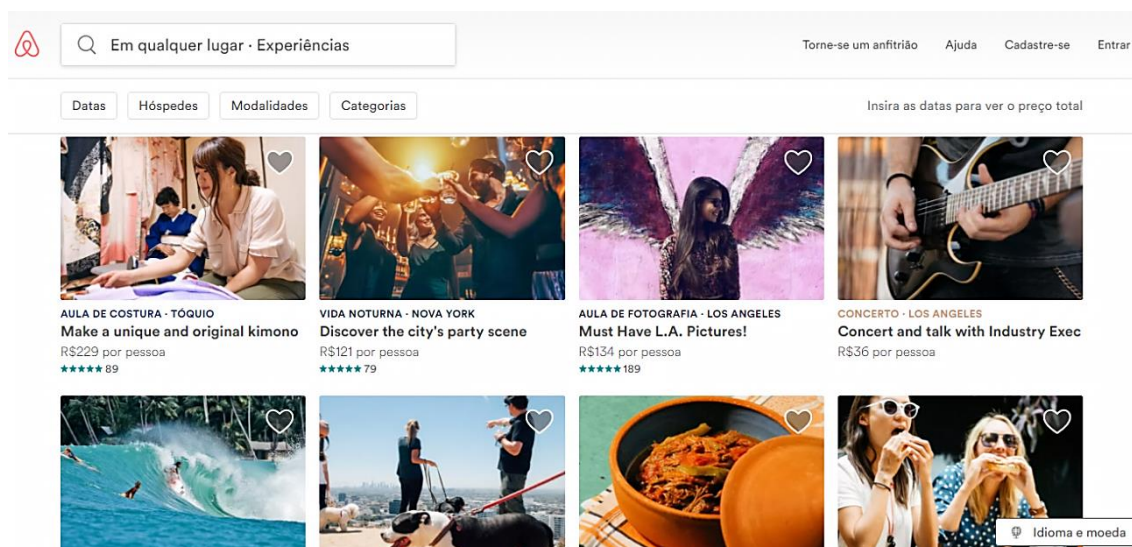 Em qualquer lugar · Experiências
Torne-se um anfitrião Ajuda Cadastre-se Entrar
Datas Hóspedes Modalidades Categorias
Insira as datas para ver o preço total
AULA DE COSTURA · TÓQUIO
Make a unique and original kimono
R$229 por pessoa
★★★★★ 89
VIDA NOTURNA · NOVA YORK
Discover the city's party scene
R$121 por pessoa
★★★★★ 79
AULA DE FOTOGRAFIA · LOS ANGELES
Must Have L.A. Pictures!
R$134 por pessoa
★★★★★ 189
CONCERTO · LOS ANGELES
Concert and talk with Industry Exec
R$36 por pessoa
Idioma e moeda